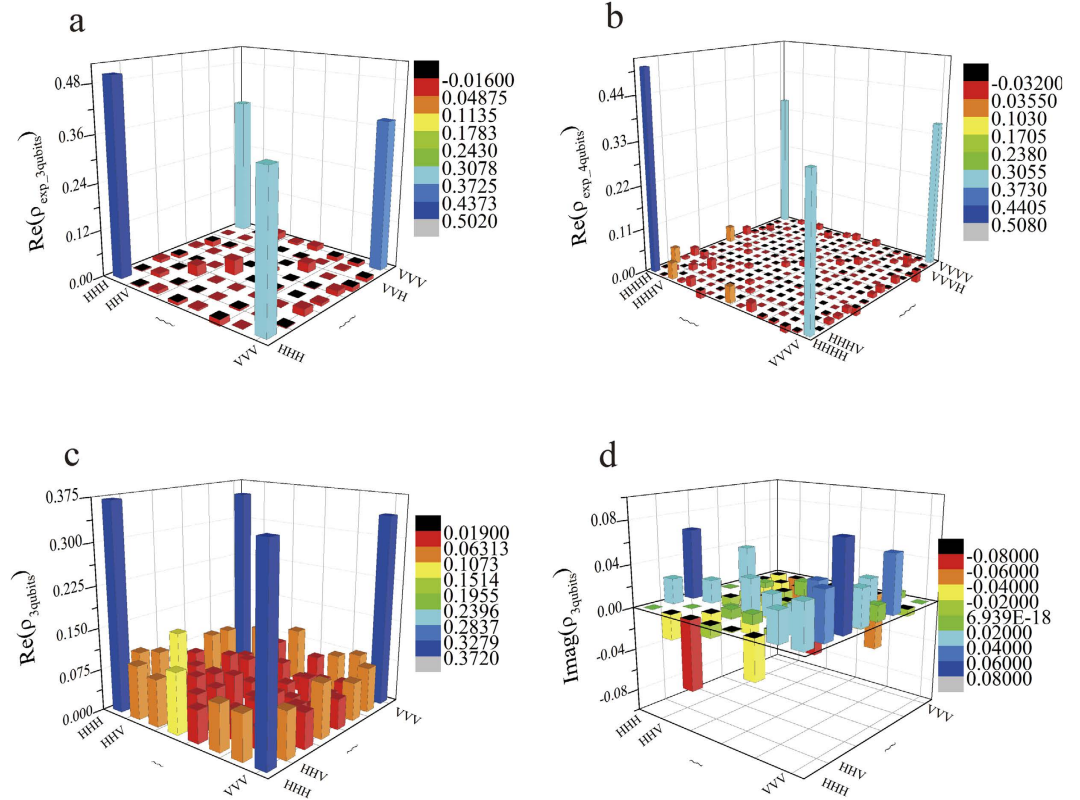 a
Re(ρexp_3qubits)
0.48
0.36
0.24
0.12
0.00
HHH
HHV
VVV
HHH
VVH
VVV
-0.01600
0.04875
0.1135
0.1783
0.2430
0.3078
0.3725
0.4373
0.5020
b
Re(ρexp_4qubits)
0.44
0.33
0.22
0.11
0.00
HHHH
HHHV
VVVV
HHHH
HHHV
VVVH
VVVV
-0.03200
0.03550
0.1030
0.1705
0.2380
0.3055
0.3730
0.4405
0.5080
c
Re(ρ3qubits)
0.375
0.300
0.225
0.150
0.075
0.000
HHH
HHV
VVV
HHH
HHV
VVV
0.01900
0.06313
0.1073
0.1514
0.1955
0.2396
0.2837
0.3279
0.3720
d
Imag(ρ3qubits)
0.08
0.04
0.00
-0.04
-0.08
HHH
HHV
VVV
HHH
HHV
VVV
-0.08000
-0.06000
-0.04000
-0.02000
6.939E-18
0.02000
0.04000
0.06000
0.08000